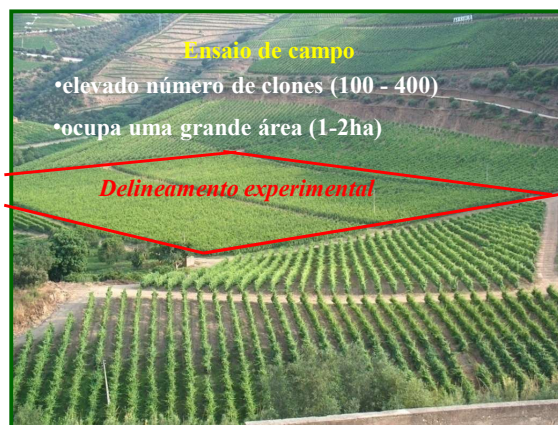 Ensaio de campo
•elevado número de clones (100 - 400)
•ocupa uma grande área (1-2ha)
Delineamento experimental